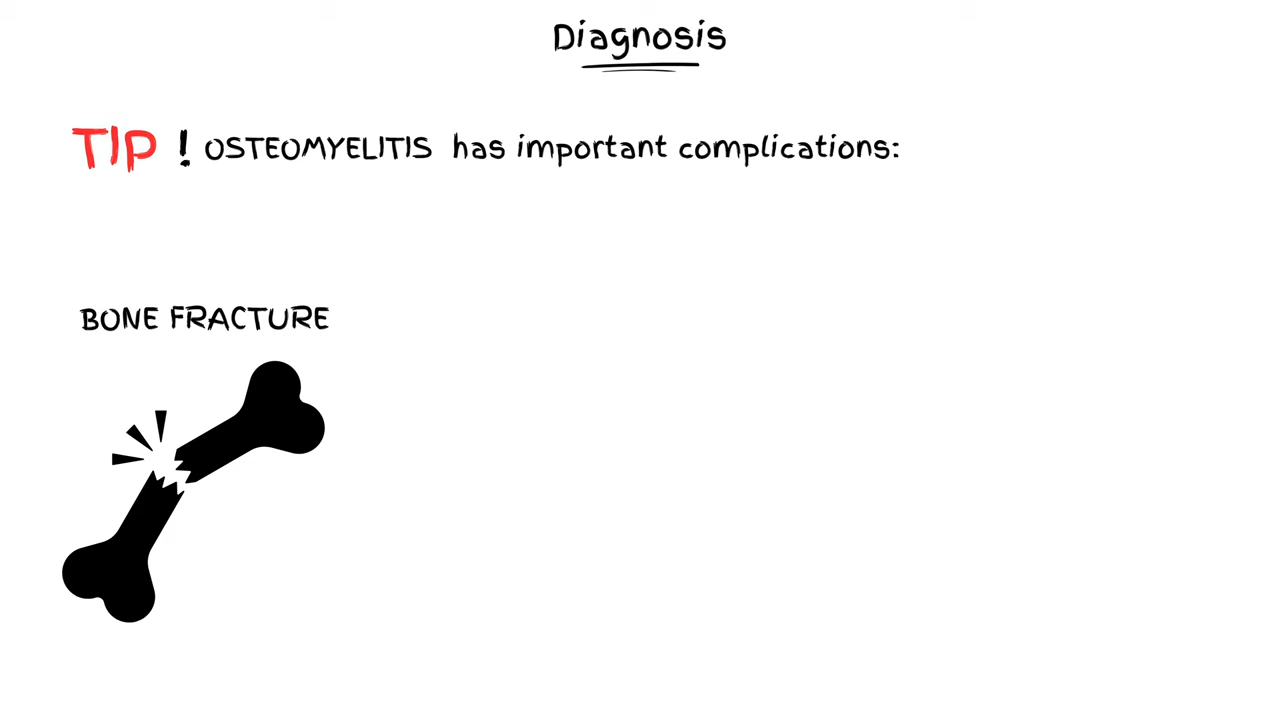 Diagnosis
TIP ! OSTEOMYELITIS has important complications:
BONE FRACTURE